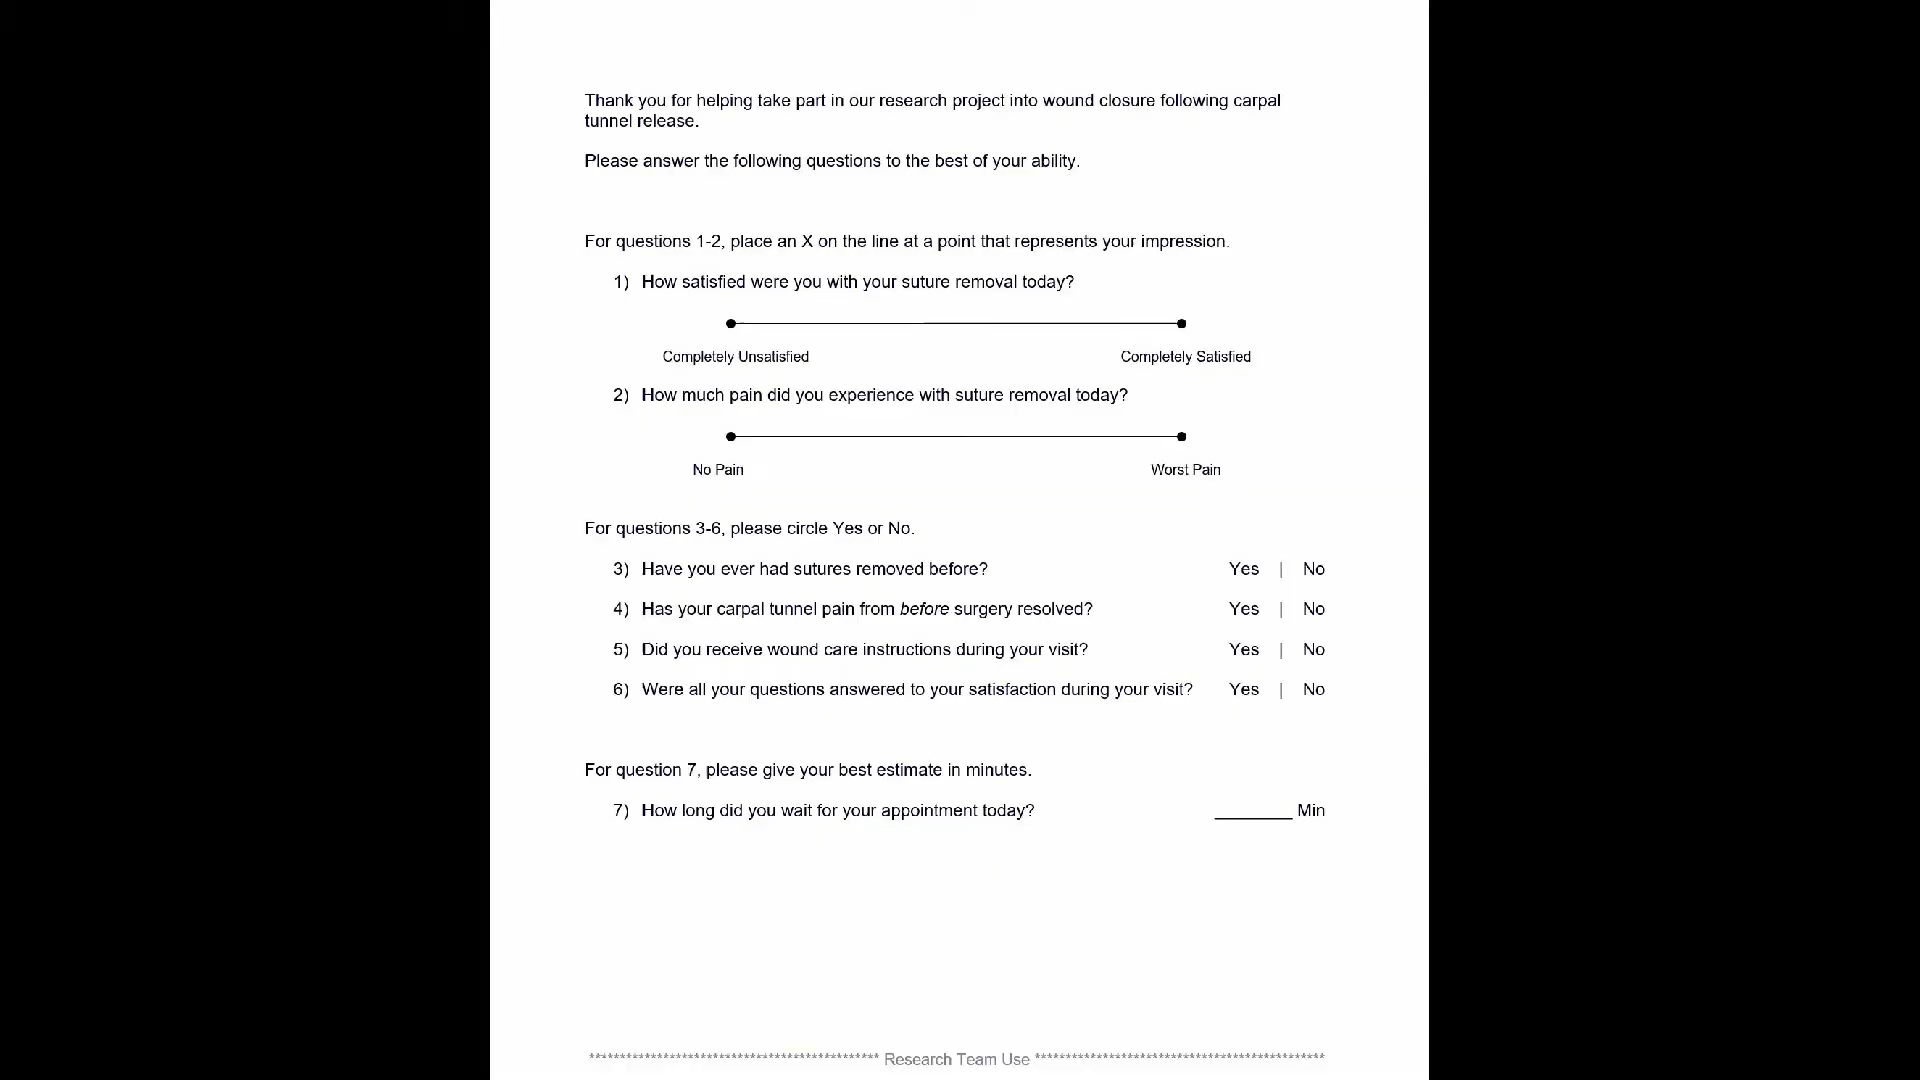 Thank you for helping take part in our research project into wound closure following carpal
tunnel release.
Please answer the following questions to the best of your ability.
For questions 1-2, place an X on the line at a point that represents your impression.
1) How satisfied were you with your suture removal today?
Completely Unsatisfied Completely Satisfied
2) How much pain did you experience with suture removal today?
No Pain Worst Pain
For questions 3-6, please circle Yes or No.
3) Have you ever had sutures removed before? Yes | No
4) Has your carpal tunnel pain from before surgery resolved? Yes | No
5) Did you receive wound care instructions during your visit? Yes | No
6) Were all your questions answered to your satisfaction during your visit? Yes | No
For question 7, please give your best estimate in minutes.
7) How long did you wait for your appointment today? ________ Min
*********************************************** Research Team Use ***********************************************